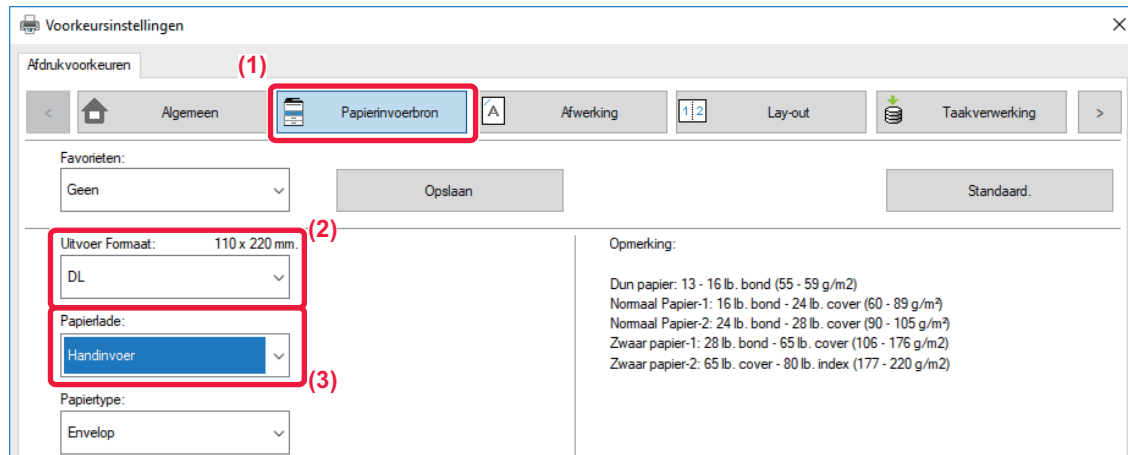 Voorkeursinstellingen
Afdrukvoorkeuren
(1)
< Algemeen Papierinvoerbron A Afwerking 1 2 Lay-out Taakverwerking >
Favorieten:
Geen Opslaan Standaard.
(2)
Uitvoer Formaat: 110 x 220 mm.
DL
Papierlade:
Handinvoer
(3)
Papiertype:
Envelop
Opmerking:
Dun papier: 13 - 16 lb. bond (55 - 59 g/m2)
Normaal Papier-1: 16 lb. bond - 24 lb. cover (60 - 89 g/m²)
Normaal Papier-2: 24 lb. bond - 28 lb. cover (90 - 105 g/m²)
Zwaar papier-1: 28 lb. bond - 65 lb. cover (106 - 176 g/m2)
Zwaar papier-2: 65 lb. cover - 80 lb. index (177 - 220 g/m2)